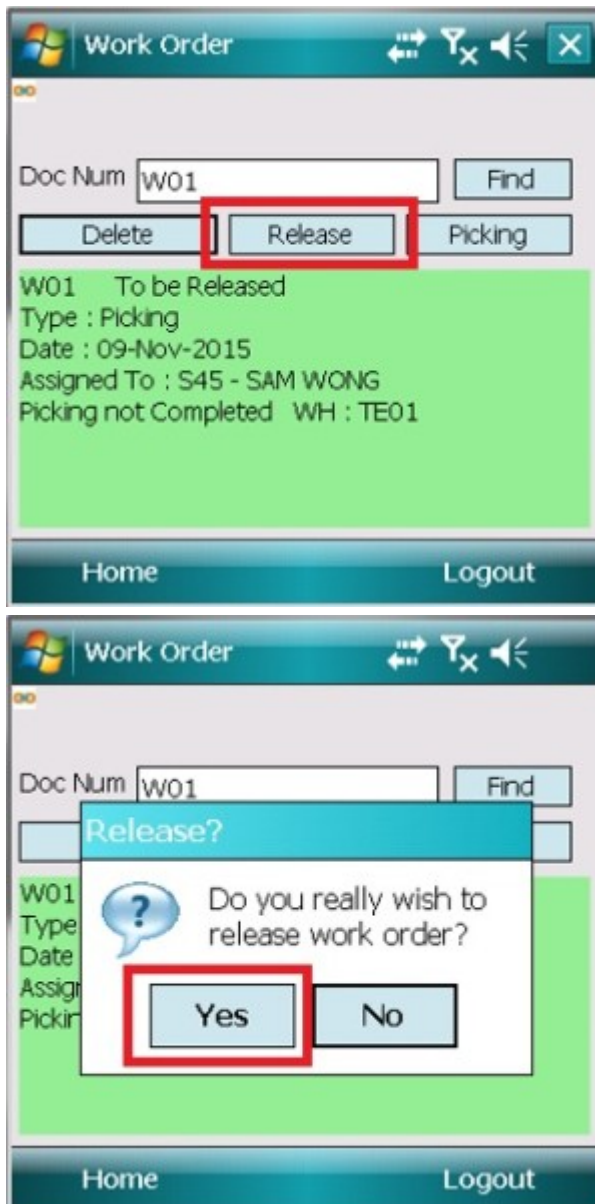 Work Order
Doc Num W01 Find
Delete Release Picking
W01 To be Released
Type : Picking
Date : 09-Nov-2015
Assigned To : S45 - SAM WONG
Picking not Completed WH : TE01
Home Logout
Work Order
Doc Num W01 Find
Release?
W01
Type
Date
Assign
Pickin
Do you really wish to
release work order?
Yes No
Home Logout